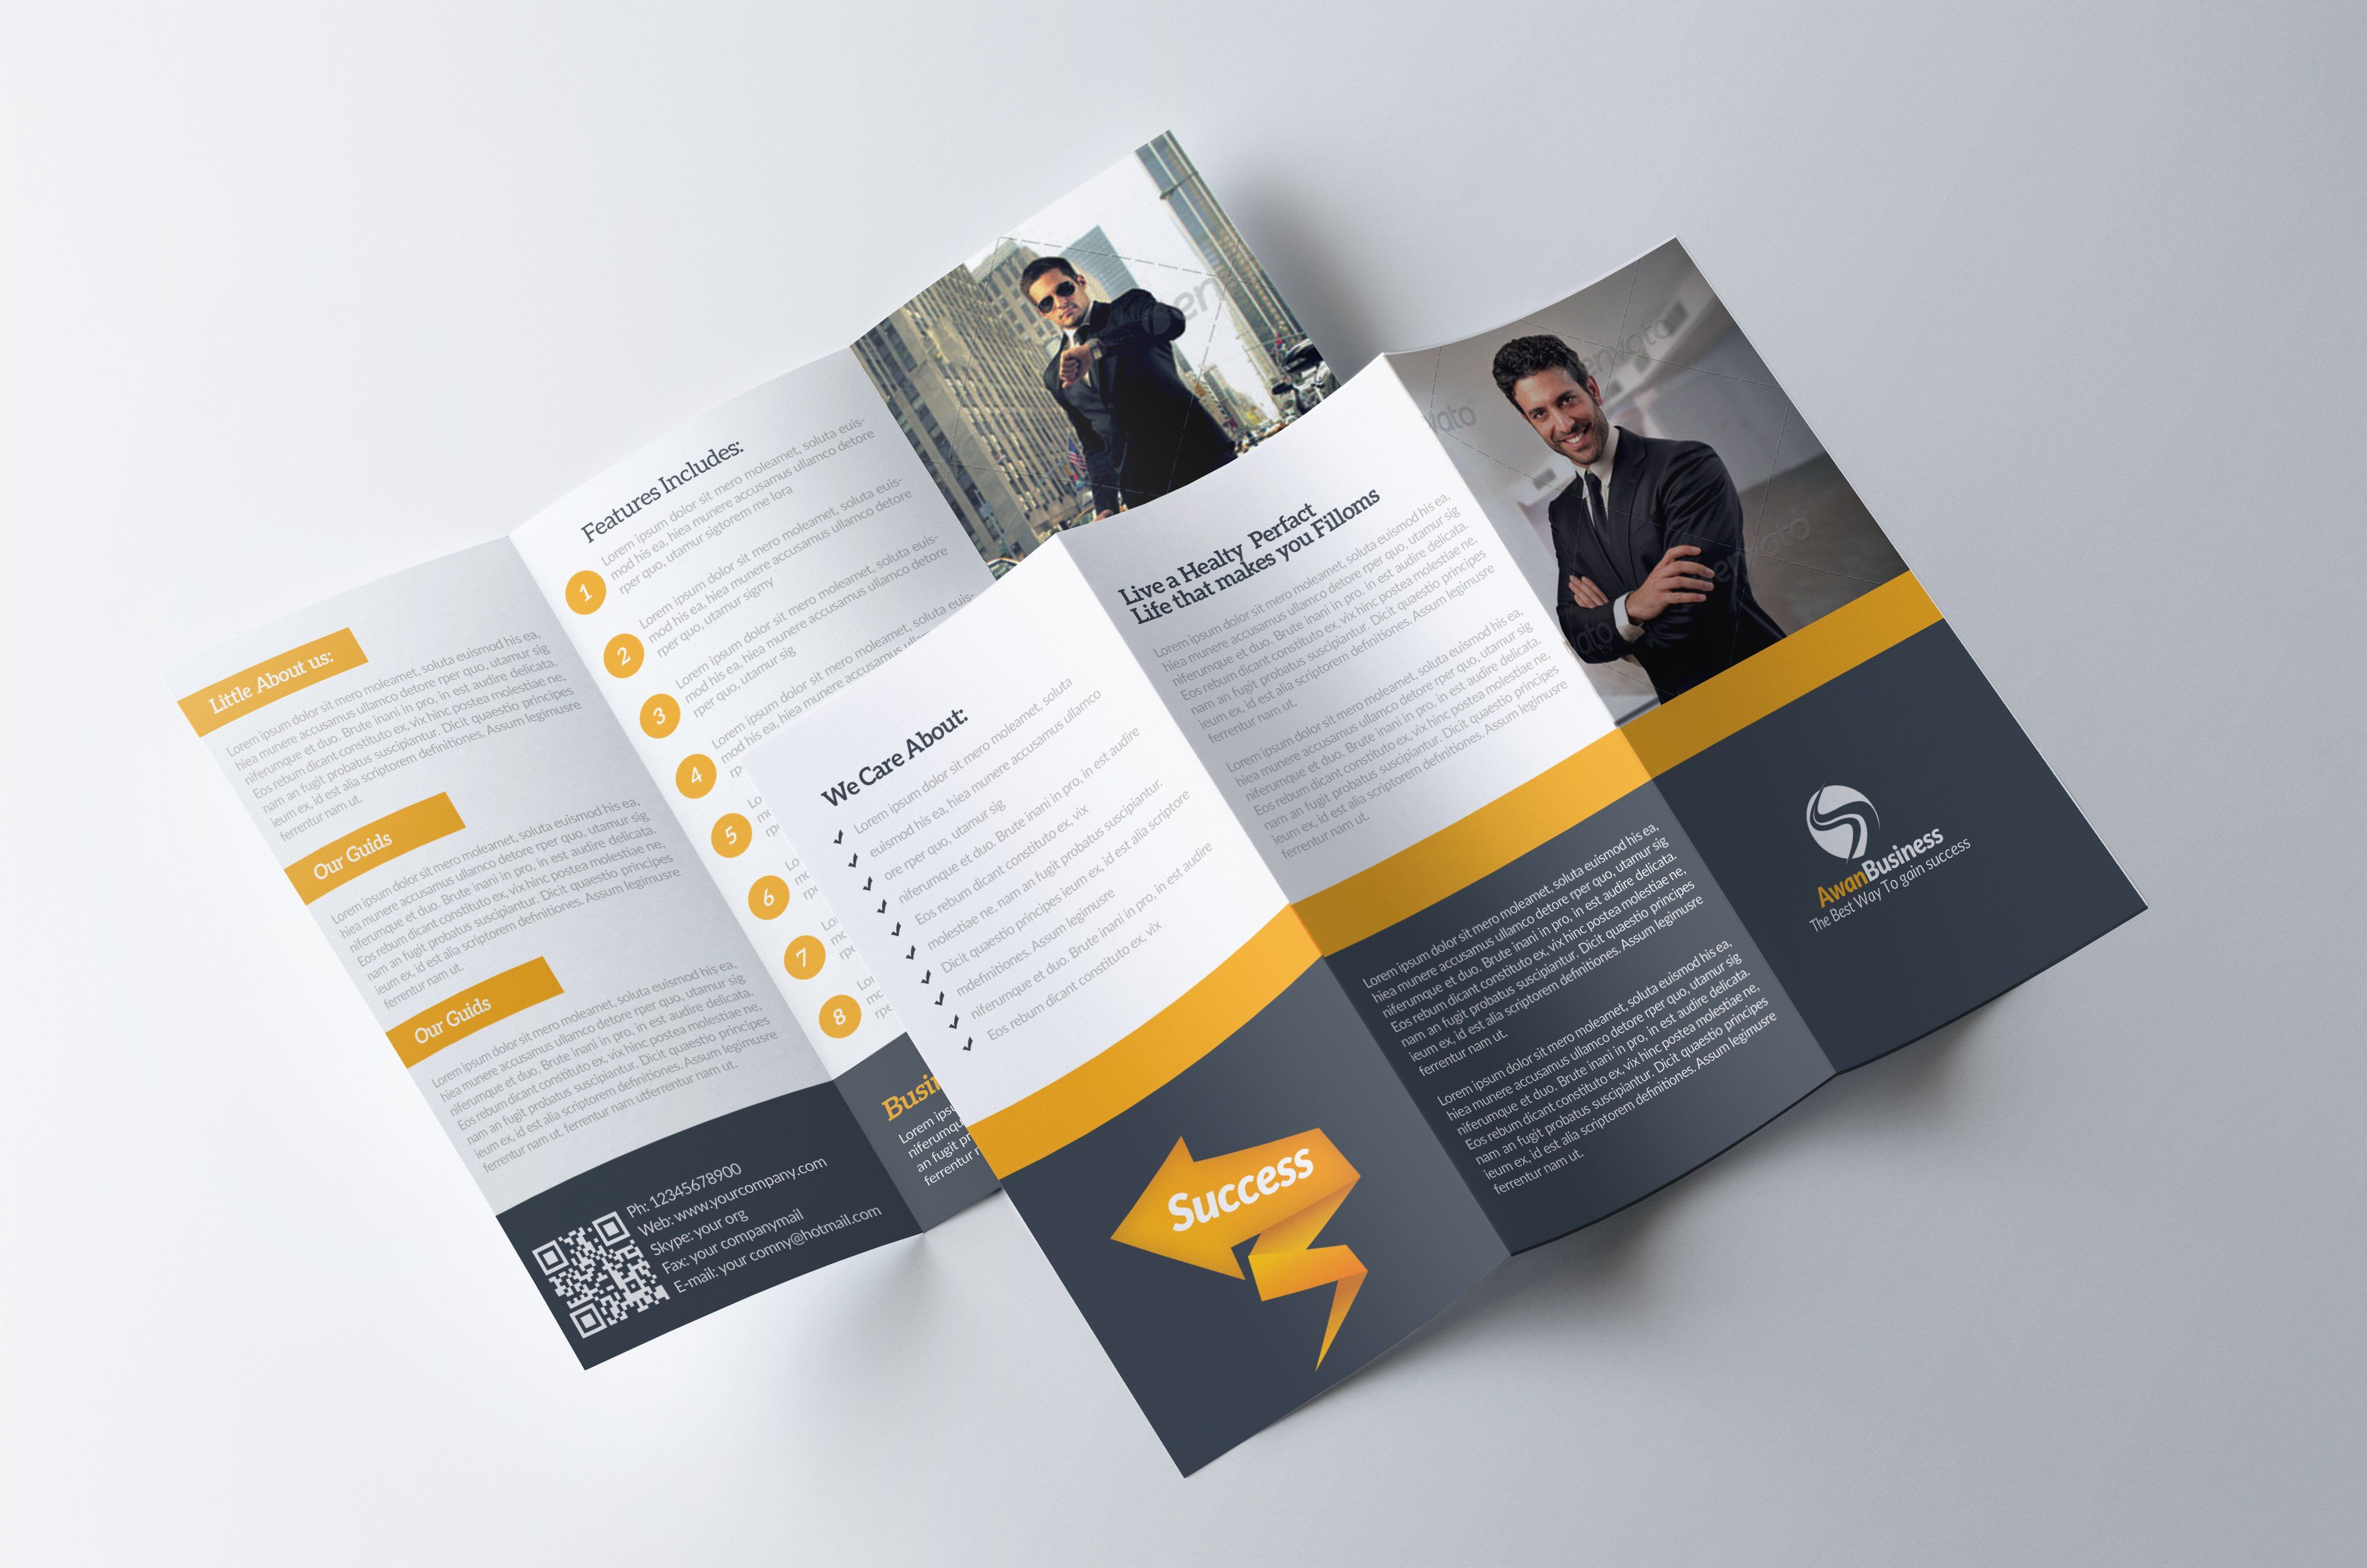 Little About us:
Lorem ipsum dolor sit mero moleamet, soluta euismod his ea,
hiea munere accusamus ullamco detore rper quo, utamur sig
niferumque et duo. Brute inani in pro, in est audire delicata.
Eos rebum dicant constituto ex, vix hinc postea molestiae ne,
nam an fugit probatus suscipiantur. Dicit quaestio principes
ieum ex, id est alia scriptorem definitiones. Assum legimusre
ferrentur nam ut.
Our Guids
Lorem ipsum dolor sit mero moleamet, soluta euismod his ea,
hiea munere accusamus ullamco detore rper quo, utamur sig
niferumque et duo. Brute inani in pro, in est audire delicata.
Eos rebum dicant constituto ex, vix hinc postea molestiae ne,
nam an fugit probatus suscipiantur. Dicit quaestio principes
ieum ex, id est alia scriptorem definitiones. Assum legimusre
ferrentur nam ut.
Our Guids
Lorem ipsum dolor sit mero moleamet, soluta euismod his ea,
hiea munere accusamus ullamco detore rper quo, utamur sig
niferumque et duo. Brute inani in pro, in est audire delicata.
Eos rebum dicant constituto ex, vix hinc postea molestiae ne,
nam an fugit probatus suscipiantur. Dicit quaestio principes
ieum ex, id est alia scriptorem definitiones. Assum legimusre
ferrentur nam ut. ferrentur nam utferrentur nam ut.
Ph: 12345678900
Web: www.yourcompany.com
Skype: your org
Fax: your companymail
E-mail: your comny@hotmail.com
Features Includes:
1
Lorem ipsum dolor sit mero moleamet, soluta euis-
mod his ea, hiea munere accusamus ullamco detore
rper quo, utamur sigtorem me lora
2
Lorem ipsum dolor sit mero moleamet, soluta euis-
mod his ea, hiea munere accusamus ullamco detore
rper quo, utamur sigmy
3
Lorem ipsum dolor sit mero moleamet, soluta euis-
mod his ea, hiea munere accusamus ullamco detore
rper quo, utamur sig
4
Lorem ipsum dolor sit mero moleamet, soluta euis-
mod his ea, hiea munere accusamus
5
6
7
8
Lorem
niferumqu
an fugit
ferrentur
We Care About:
Lorem ipsum dolor sit mero moleamet, soluta
euismod his ea, hiea munere accusamus ullamco
ore rper quo, utamur sig
niferumque et duo. Brute inani in pro, in est audire
Eos rebum dicant constituto ex, vix
molestiae ne, nam an fugit probatus suscipiantur.
Dicit quaestio principes ieum ex, id est alia scriptore
mdefinitiones. Assum legimusre
niferumque et duo. Brute inani in pro, in est audire
Eos rebum dicant constituto ex, vix
Success
Live a Healty Perfact
Life that makes you Filloms
Lorem ipsum dolor sit mero moleamet, soluta euismod his ea,
hiea munere accusamus ullamco detore rper quo, utamur sig
niferumque et duo. Brute inani in pro, in est audire delicata.
Eos rebum dicant constituto ex, vix hinc postea molestiae ne,
nam an fugit probatus suscipiantur. Dicit quaestio principes
ieum ex, id est alia scriptorem definitiones. Assum legimusre
ferrentur nam ut.
Lorem ipsum dolor sit mero moleamet, soluta euismod his ea,
hiea munere accusamus ullamco detore rper quo, utamur sig
niferumque et duo. Brute inani in pro, in est audire delicata.
Eos rebum dicant constituto ex, vix hinc postea molestiae ne,
nam an fugit probatus suscipiantur. Dicit quaestio principes
ieum ex, id est alia scriptorem definitiones. Assum legimusre
ferrentur nam ut.
Lorem ipsum dolor sit mero moleamet, soluta euismod his ea,
hiea munere accusamus ullamco detore rper quo, utamur sig
niferumque et duo. Brute inani in pro, in est audire delicata.
Eos rebum dicant constituto ex, vix hinc postea molestiae ne,
nam an fugit probatus suscipiantur. Dicit quaestio principes
ieum ex, id est alia scriptorem definitiones. Assum legimusre
ferrentur nam ut.
Lorem ipsum dolor sit mero moleamet, soluta euismod his ea,
hiea munere accusamus ullamco detore rper quo, utamur sig
niferumque et duo. Brute inani in pro, in est audire delicata.
Eos rebum dicant constituto ex, vix hinc postea molestiae ne,
nam an fugit probatus suscipiantur. Dicit quaestio principes
ieum ex, id est alia scriptorem definitiones. Assum legimusre
ferrentur nam ut.
envato
envato
AwanBusiness
The Best Way To gain success